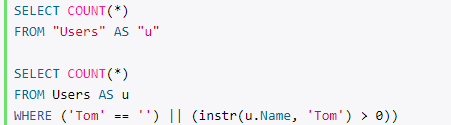 SELECT COUNT(*)
FROM "Users" AS "u"
SELECT COUNT(*)
FROM Users AS u
WHERE ('Tom' == '') || (instr(u.Name, 'Tom') > 0))